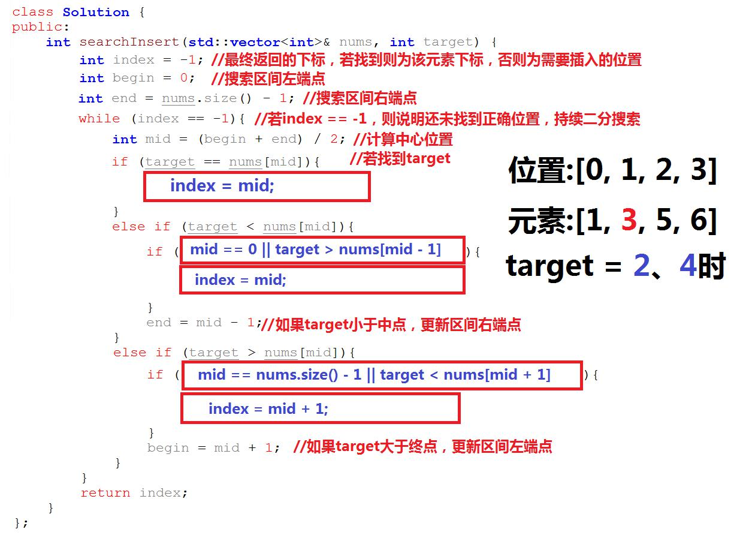 class Solution {
public:
int searchInsert(std::vector<int>& nums, int target) {
int index = -1; //最终返回的下标，若找到则为该元素下标，否则为需要插入的位置
int begin = 0; //搜索区间左端点
int end = nums.size() - 1; //搜索区间右端点
while (index == -1){ //若index == -1，则说明还未找到正确位置，持续二分搜索
int mid = (begin + end) / 2; //计算中心位置
if (target == nums[mid]){ //若找到target
index = mid;
}
else if (target < nums[mid]){
if ( mid == 0 || target > nums[mid - 1] ){
index = mid;
}
end = mid - 1; //如果target小于中点，更新区间右端点
}
else if (target > nums[mid]){
if ( mid == nums.size() - 1 || target < nums[mid + 1] ){
index = mid + 1;
}
begin = mid + 1; //如果target大于终点，更新区间左端点
}
}
return index;
}
};
位置:[0, 1, 2, 3]
元素:[1, 3, 5, 6]
target = 2、4时